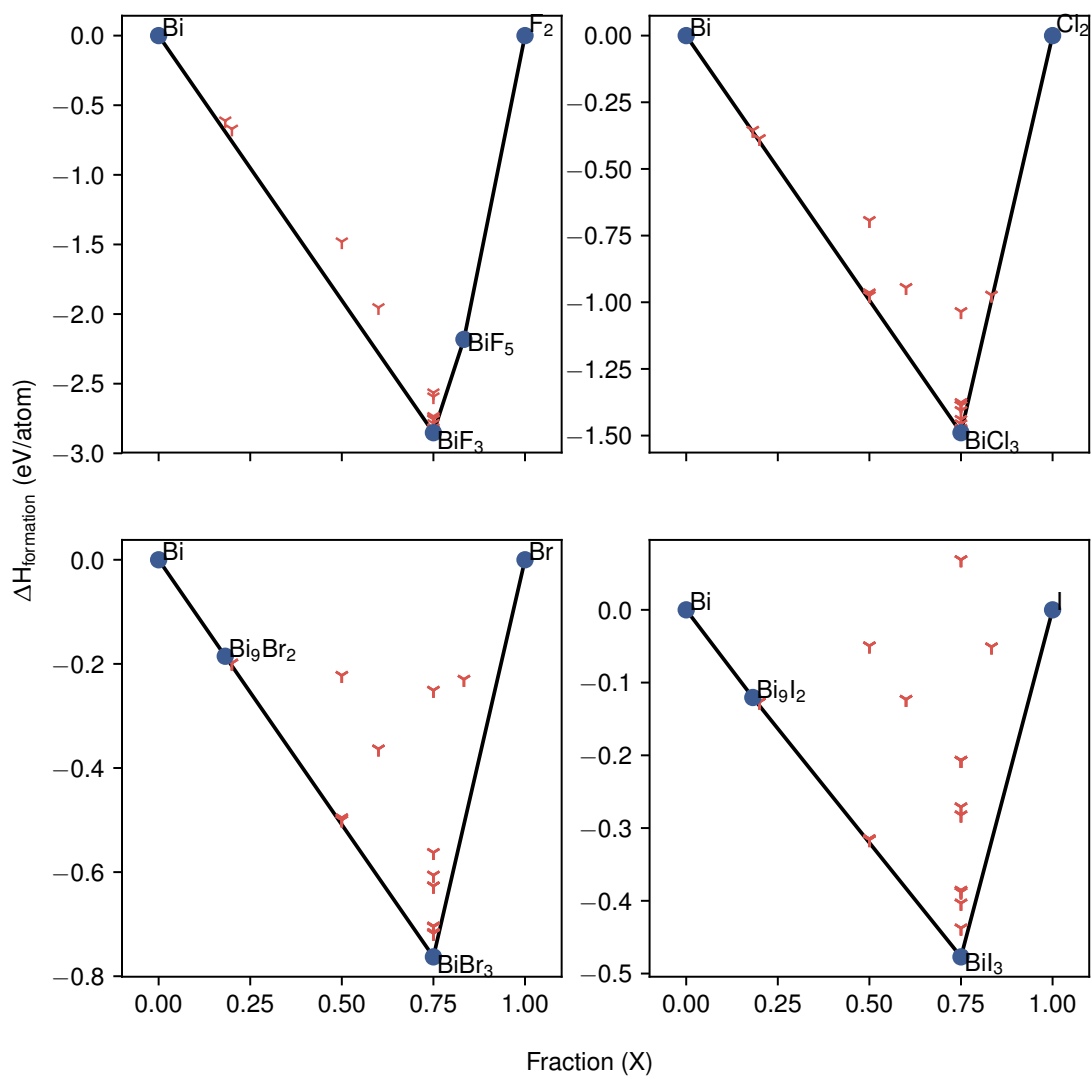 Bi
F₂
BiF₅
BiF₃
0.0
−0.5
−1.0
−1.5
−2.0
−2.5
−3.0
Bi
Cl₂
BiCl₃
0.00
−0.25
−0.50
−0.75
−1.00
−1.25
−1.50
ΔH_formation (eV/atom)
Bi
Br
Bi₉Br₂
BiBr₃
0.0
−0.2
−0.4
−0.6
−0.8
0.00 0.25 0.50 0.75 1.00
Bi
I
Bi₉I₂
BiI₃
0.0
−0.1
−0.2
−0.3
−0.4
−0.5
0.00 0.25 0.50 0.75 1.00
Fraction (X)